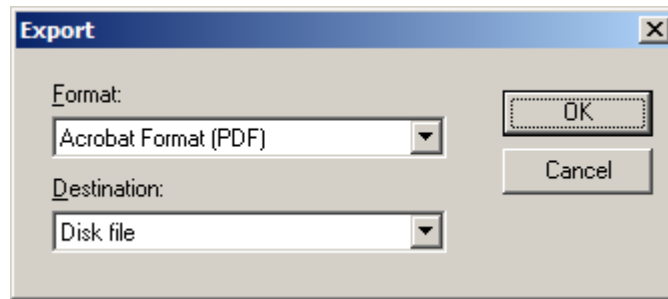 Export
Format:
Acrobat Format (PDF)
Destination:
Disk file
OK
Cancel